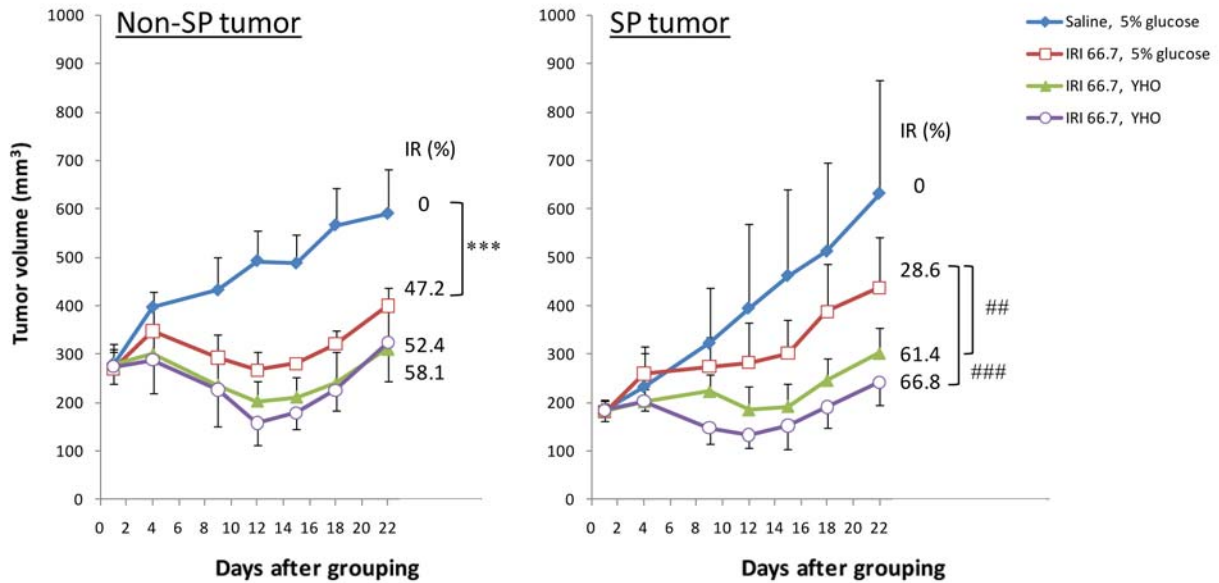 Non-SP tumor
Tumor volume (mm³)
1000
900
800
700
600
500
400
300
200
100
0
IR (%)
0
***
47.2
52.4
58.1
0 2 4 6 8 10 12 14 16 18 20 22
Days after grouping
SP tumor
1000
900
800
700
600
500
400
300
200
100
0
IR (%)
0
28.6
##
61.4
###
66.8
0 2 4 6 8 10 12 14 16 18 20 22
Days after grouping
Saline, 5% glucose
IRI 66.7, 5% glucose
IRI 66.7, YHO
IRI 66.7, YHO